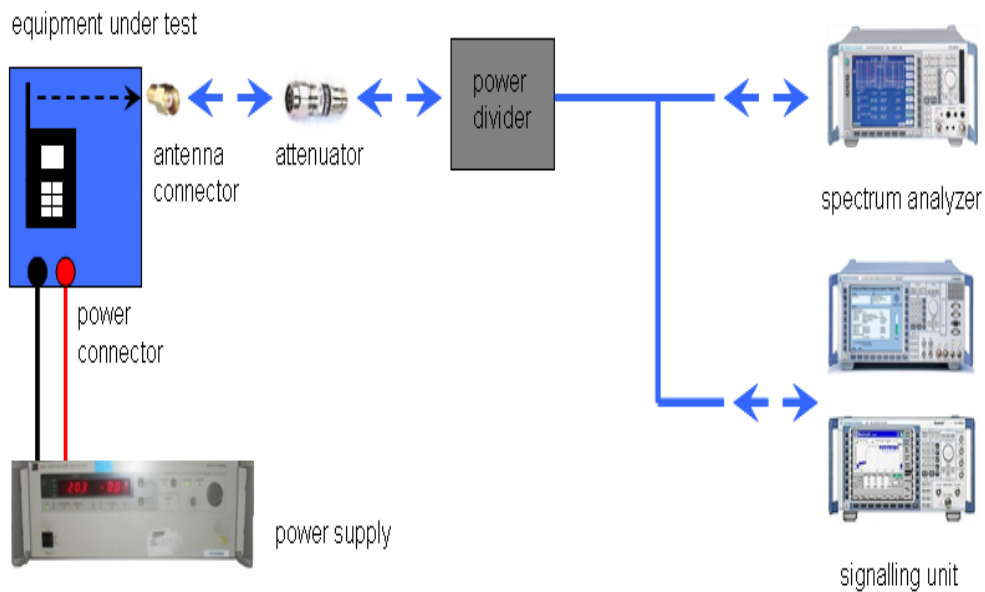 equipment under test
power
divider
antenna
connector
attenuator
spectrum analyzer
power
connector
power supply
signalling unit